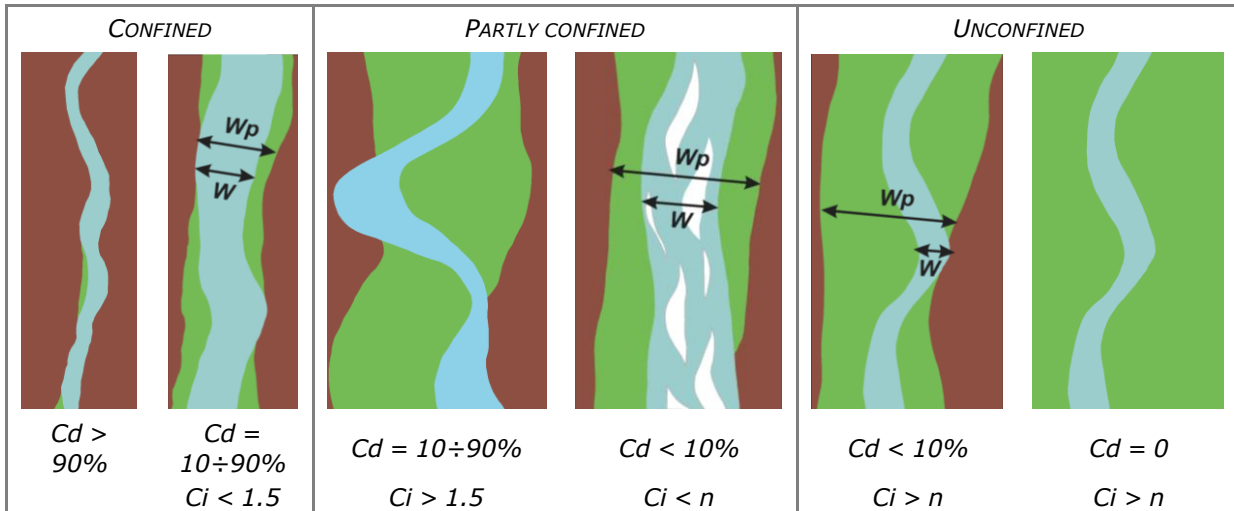 CONFINED
PARTLY CONFINED
UNCONFINED
Wp
W
Wp
W
Wp
W
Cd >
90%
Cd =
10÷90%
Ci < 1.5
Cd = 10÷90%
Ci > 1.5
Cd < 10%
Ci < n
Cd < 10%
Ci > n
Cd = 0
Ci > n